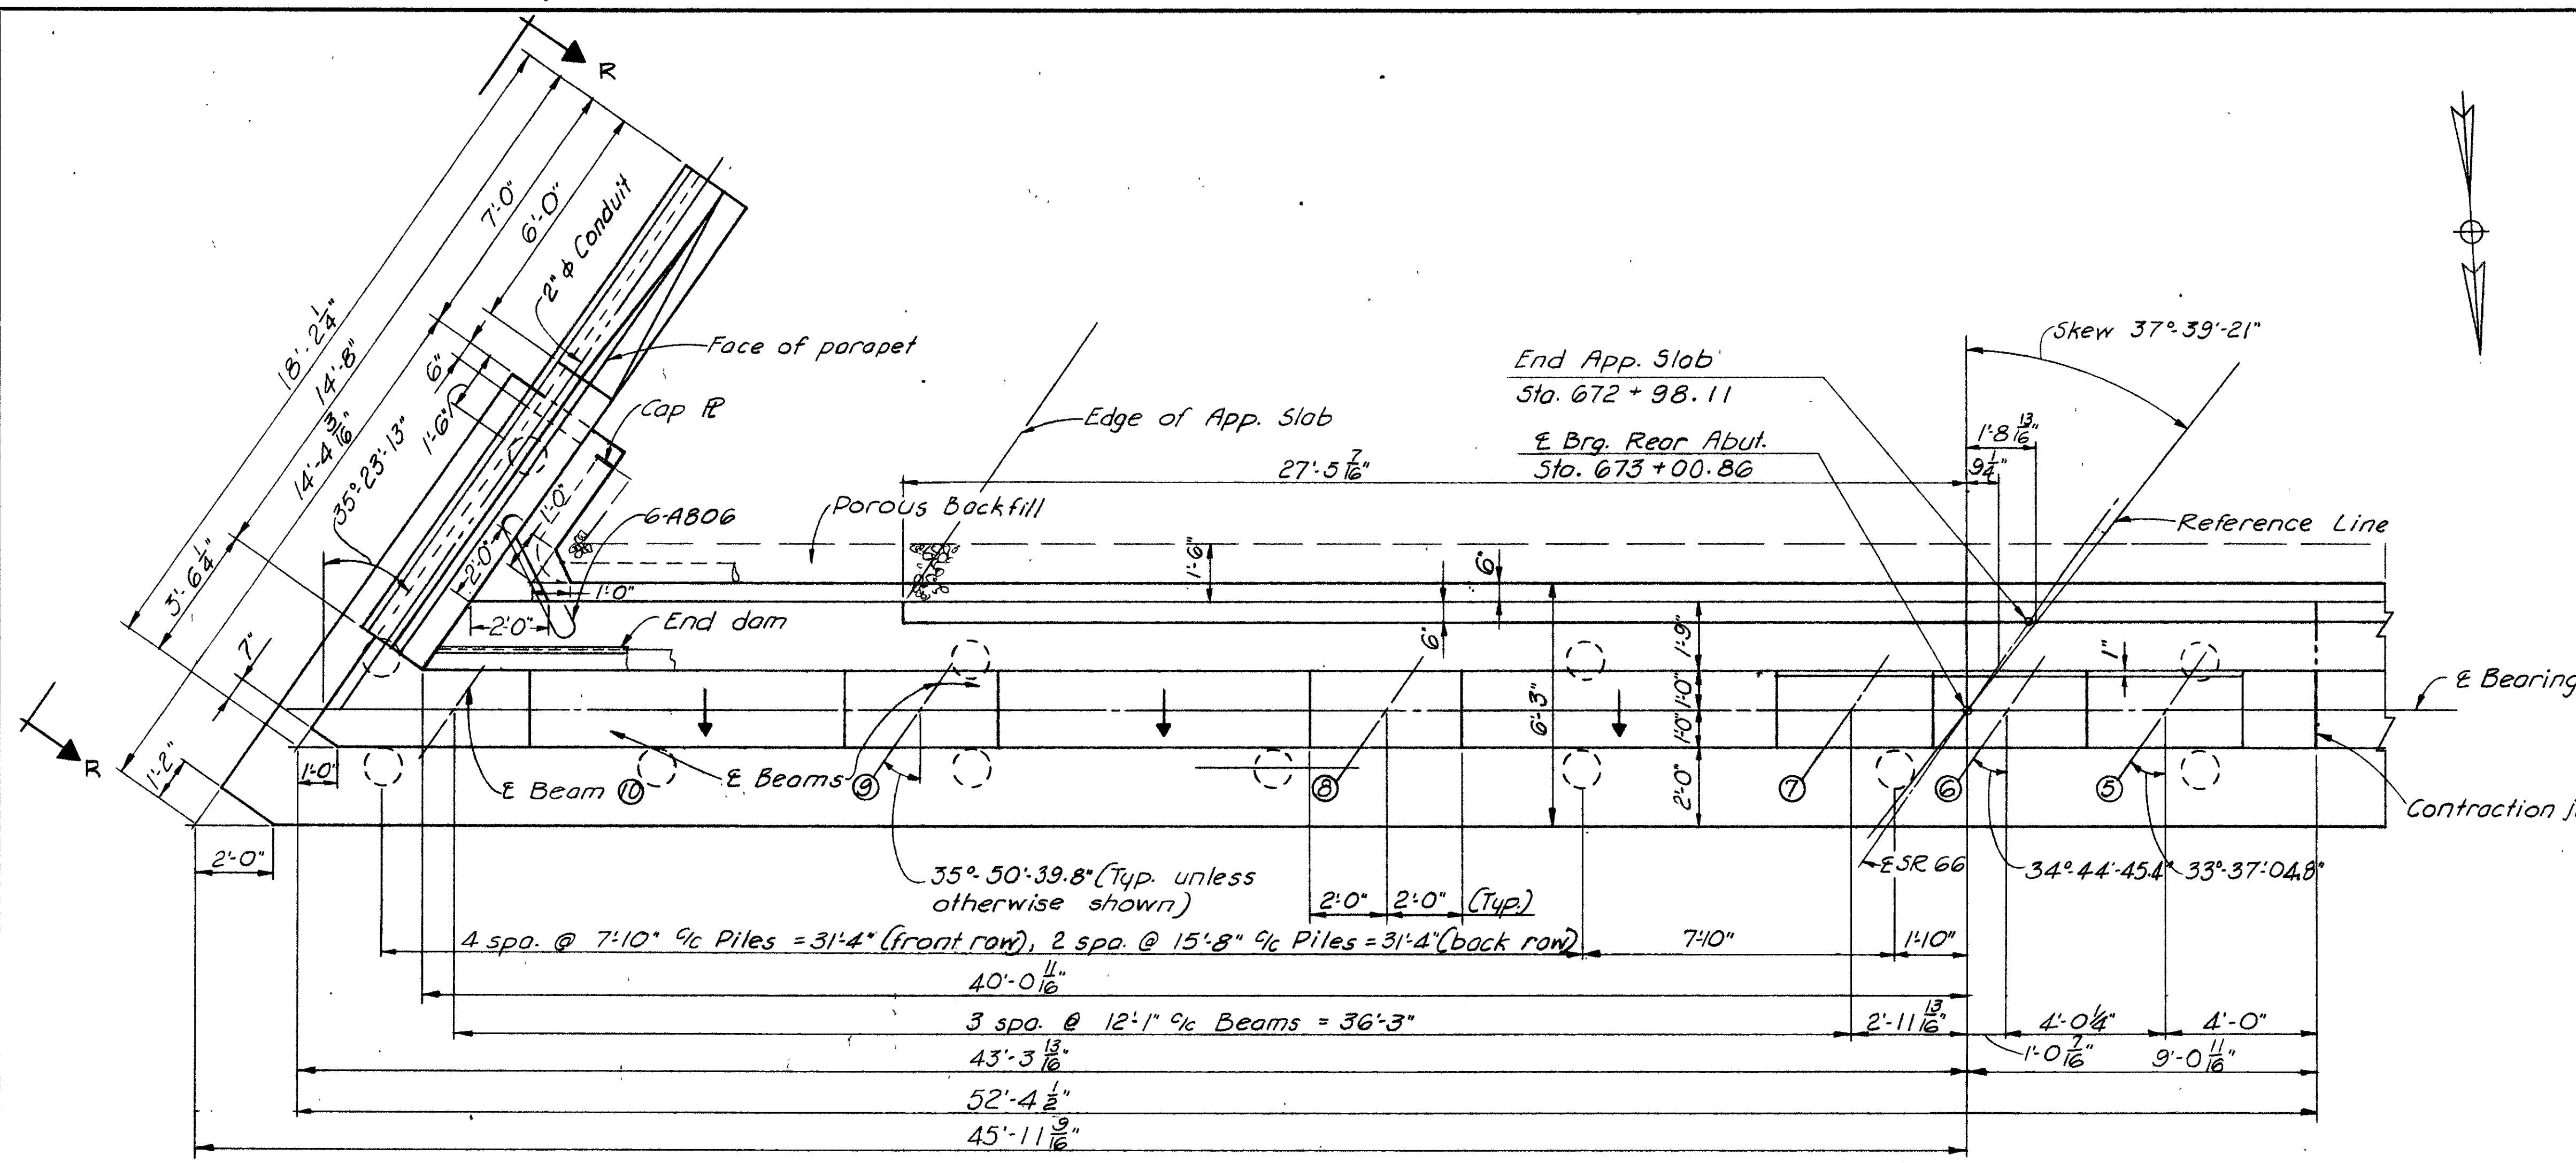 R
18'-2 1/4"
14'-8"
14'-4 3/16"
7'-0"
6'-0"
2" φ Conduit
6"
1'-6"
35°-23'-13"
3'-6 1/4"
7"
1'-2"
R
Face of parapet
Cap ℄
Edge of App. Slab
27'-5 7/16"
End App. Slab
Sta. 672 + 98.11
℄ Brg. Rear Abut.
Sta. 673 + 00.86
Skew 37°-39'-21"
1'-8 13/16"
9 1/4"
Reference Line
6-A806
Porous Backfill
1'-0"
2'-0"
1'-0"
2'-0"
End dam
1'-6"
6"
6"
6'-3"
1'-9"
1'-0"
1'-0"
2'-0"
1"
℄ Bearing
1'-0"
2'-0"
℄ Beam ⑩
℄ Beams ⑨
⑧
⑦
⑥
⑤
Contraction
℄ SR 66
35°-50'-39.8" (Typ. unless
otherwise shown)
34°-44'-45.4"
33°-37'-04.8"
2'-0"
2'-0"
(Typ.)
4 spa. @ 7'-10" c/c Piles = 31'-4" (front row), 2 spa. @ 15'-8" c/c Piles = 31'-4" (back row)
7'-10"
1'-10"
40'-0 11/16"
3 spa. @ 12'-1" c/c Beams = 36'-3"
2'-11 13/16"
4'-0 1/4"
4'-0"
1'-0 7/16"
9'-0 11/16"
43'-3 13/16"
52'-4 1/2"
45'-11 9/16"